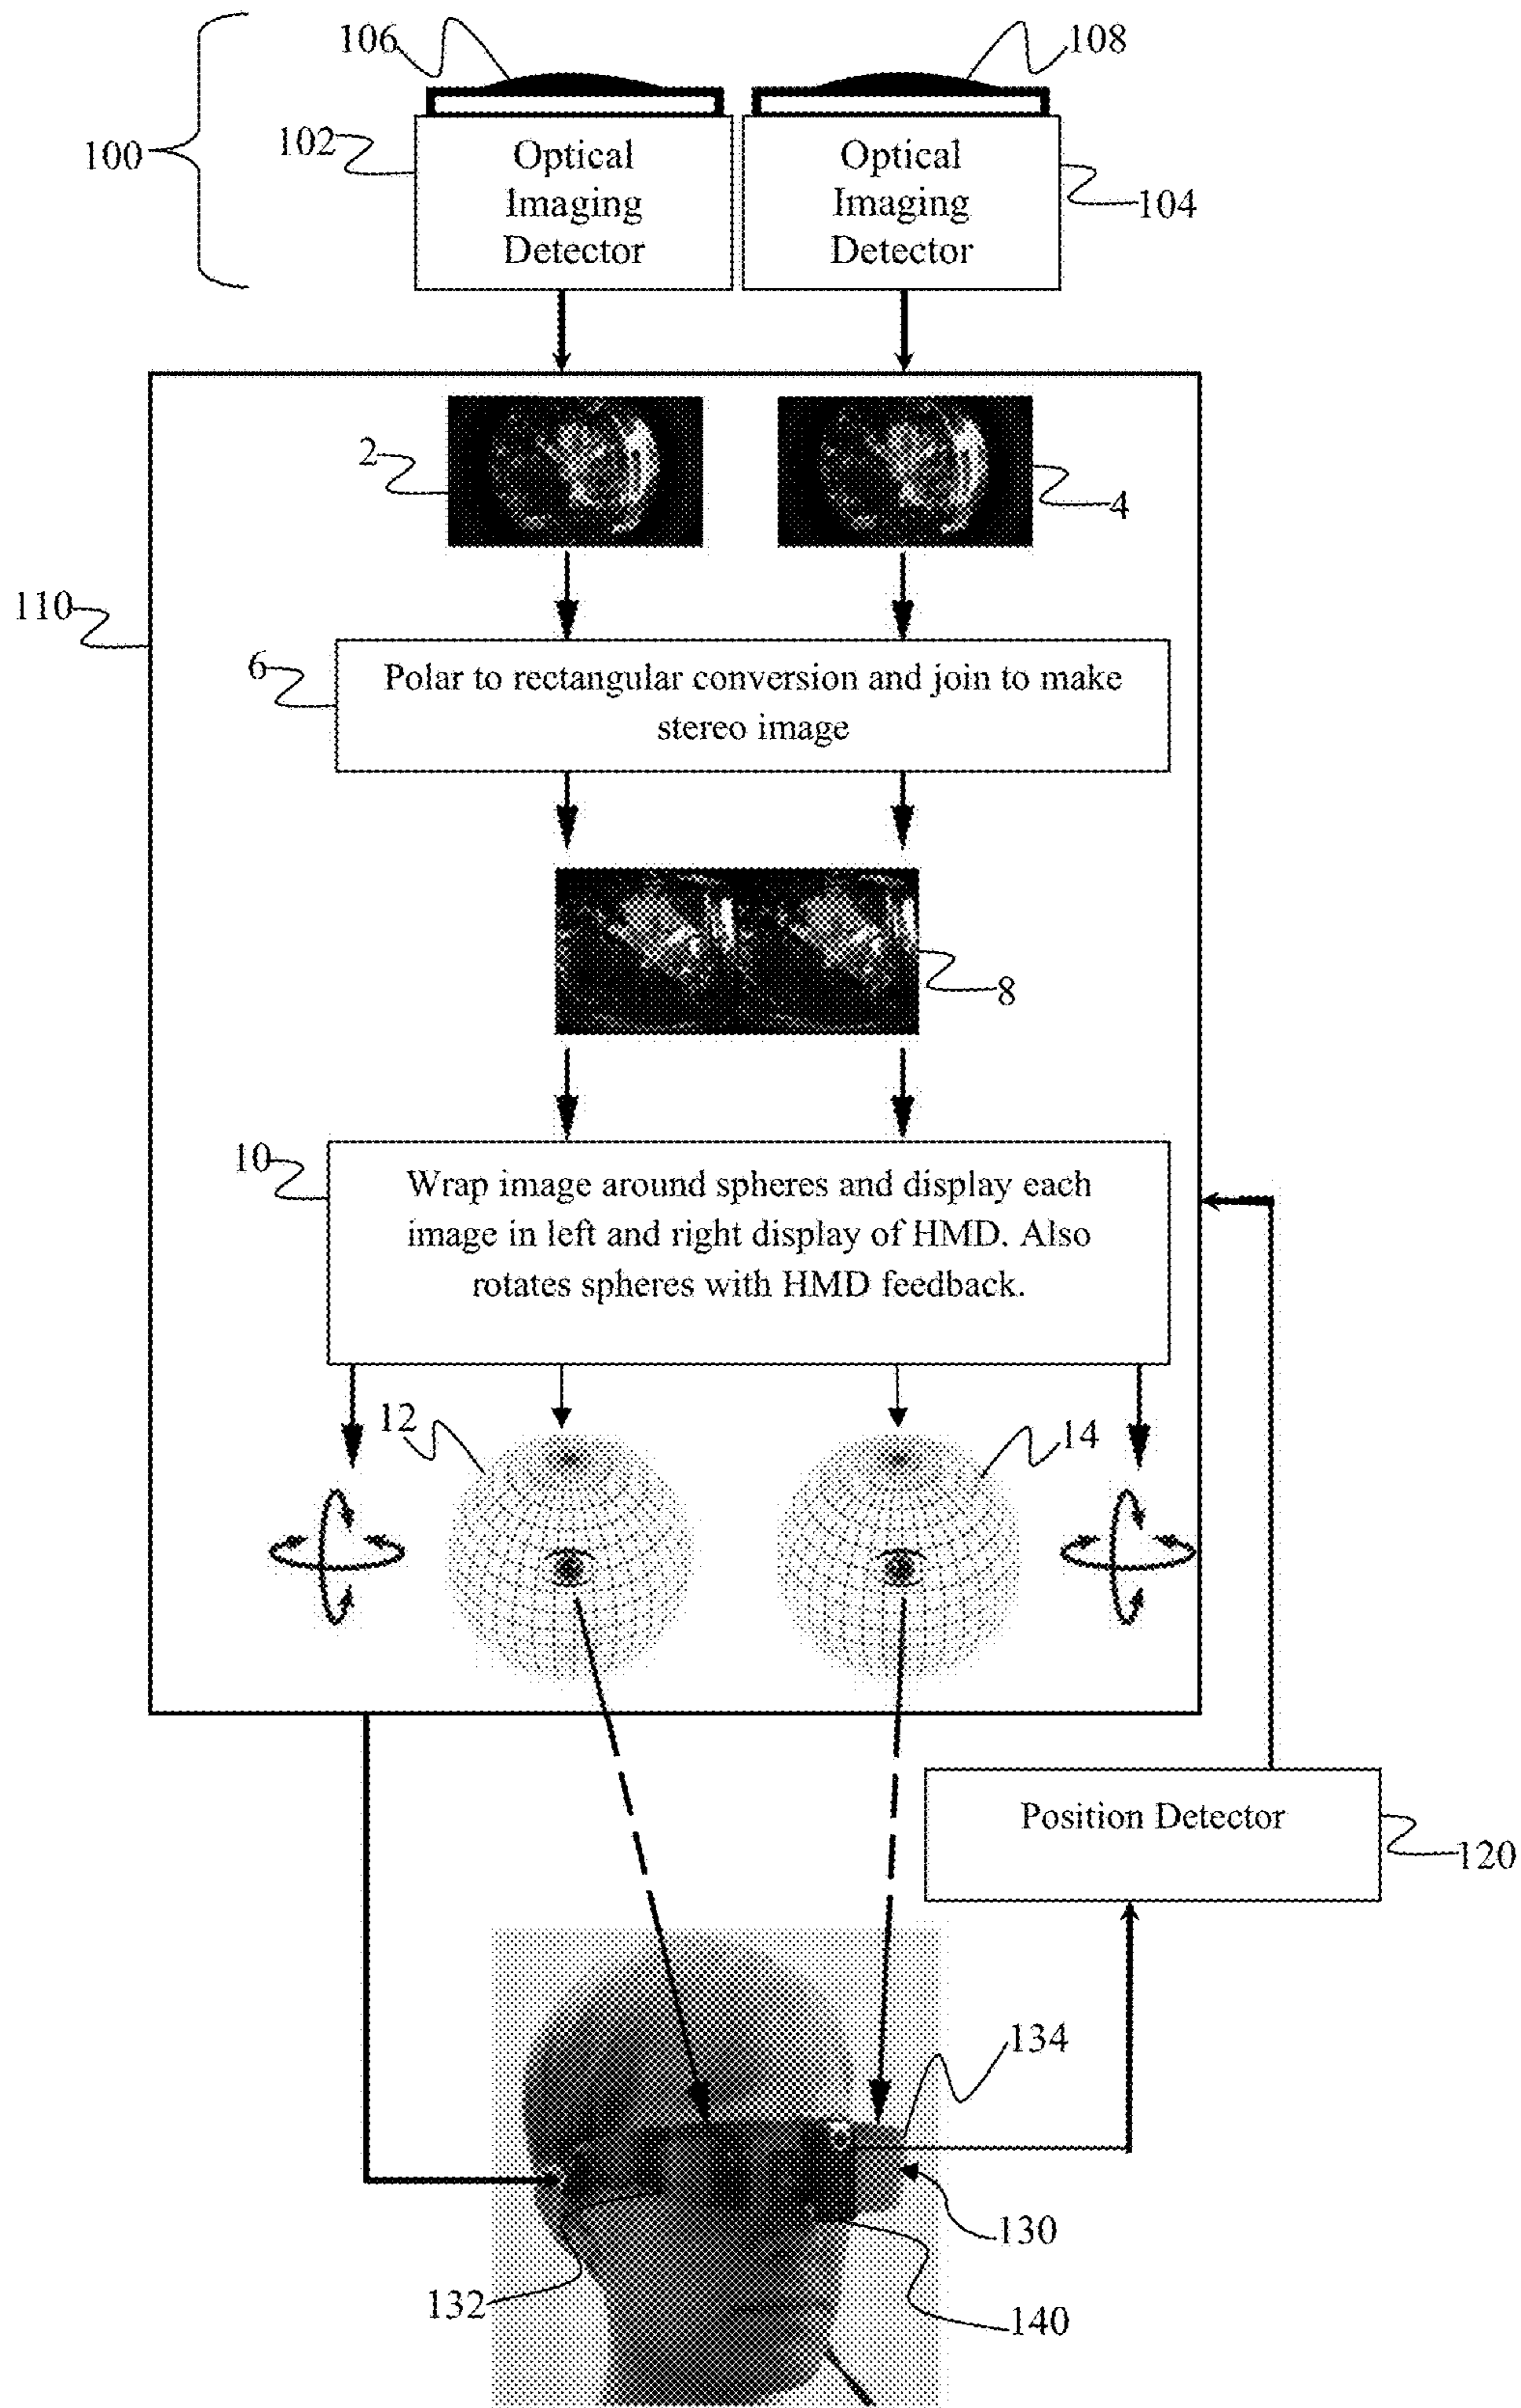 106
108
100
102
Optical
Imaging
Detector
Optical
Imaging
Detector
104
2
4
110
6
Polar to rectangular conversion and join to make
stereo image
8
10
Wrap image around spheres and display each
image in left and right display of HMD. Also
rotates spheres with HMD feedback.
12
14
Position Detector
120
134
130
132
140